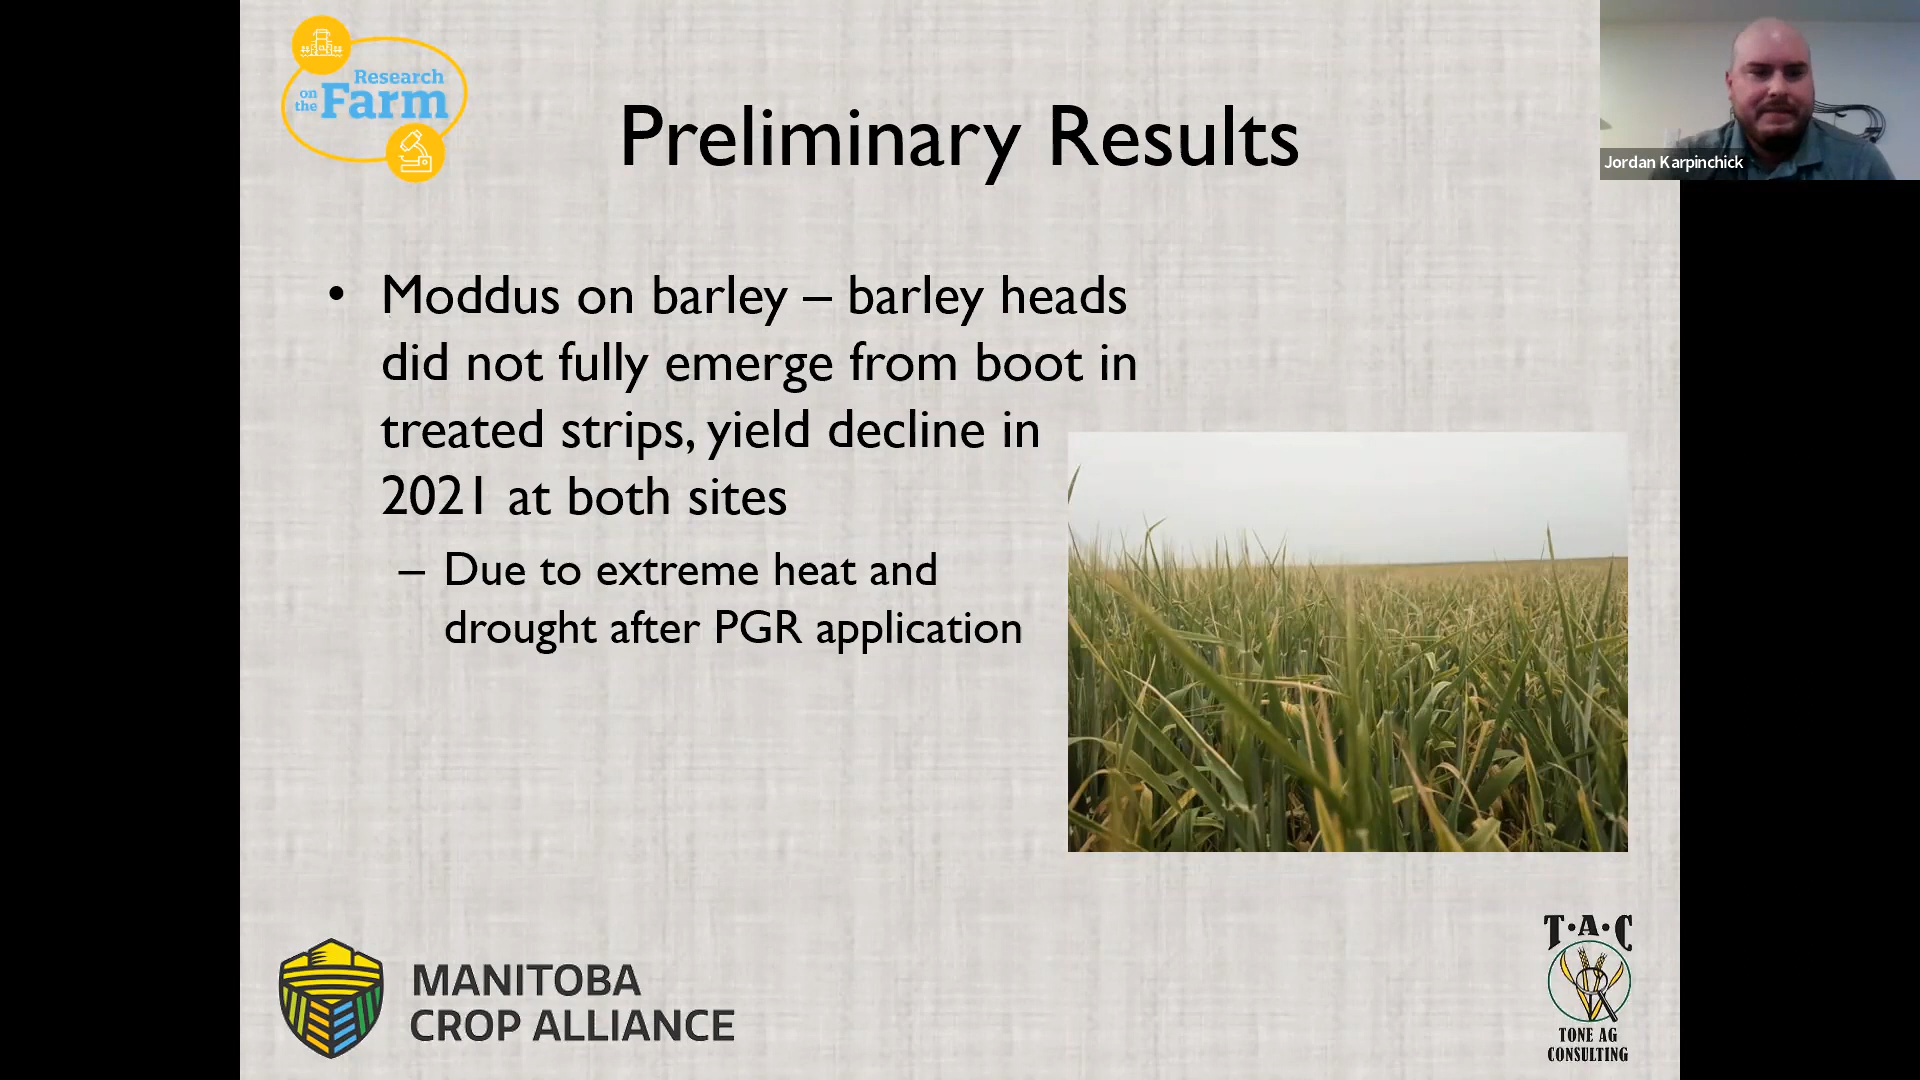 Research
on
the Farm
Preliminary Results
Jordan Karpinchick
• Moddus on barley – barley heads
did not fully emerge from boot in
treated strips, yield decline in
2021 at both sites
– Due to extreme heat and
drought after PGR application
MANITOBA
CROP ALLIANCE
T·A·C
TONE AG
CONSULTING